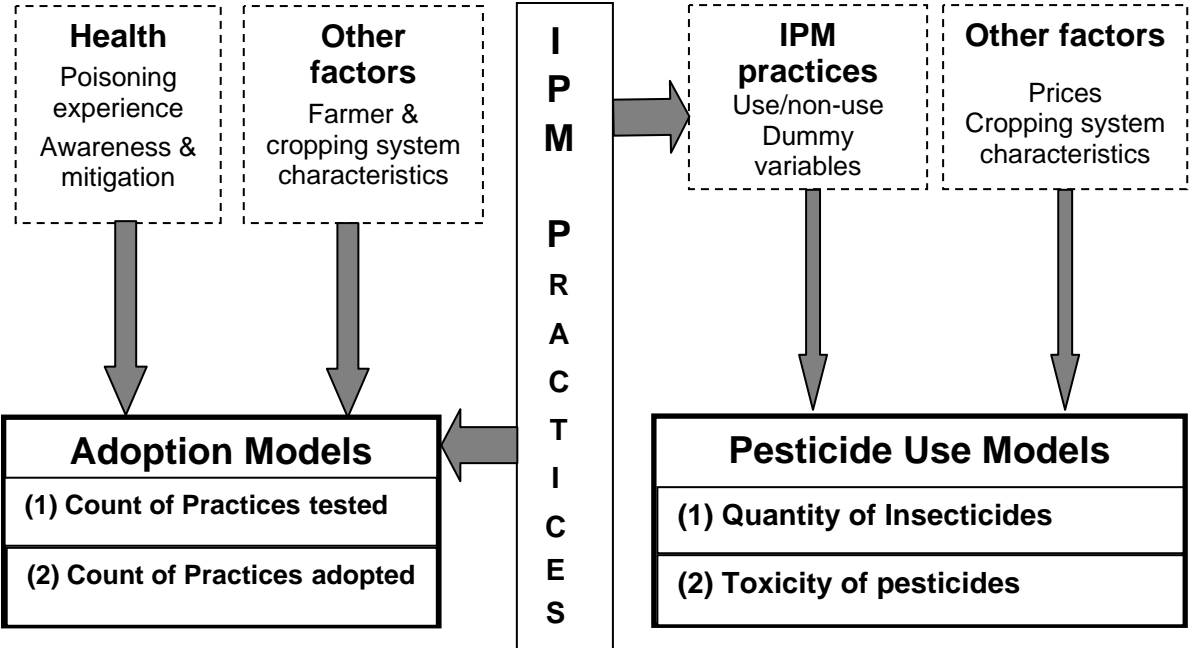 Health
Poisoning
experience
Awareness &
mitigation
Other
factors
Farmer &
cropping system
characteristics
I
P
M
P
R
A
C
T
I
C
E
S
IPM
practices
Use/non-use
Dummy
variables
Other factors
Prices
Cropping system
characteristics
Adoption Models
(1) Count of Practices tested
(2) Count of Practices adopted
Pesticide Use Models
(1) Quantity of Insecticides
(2) Toxicity of pesticides